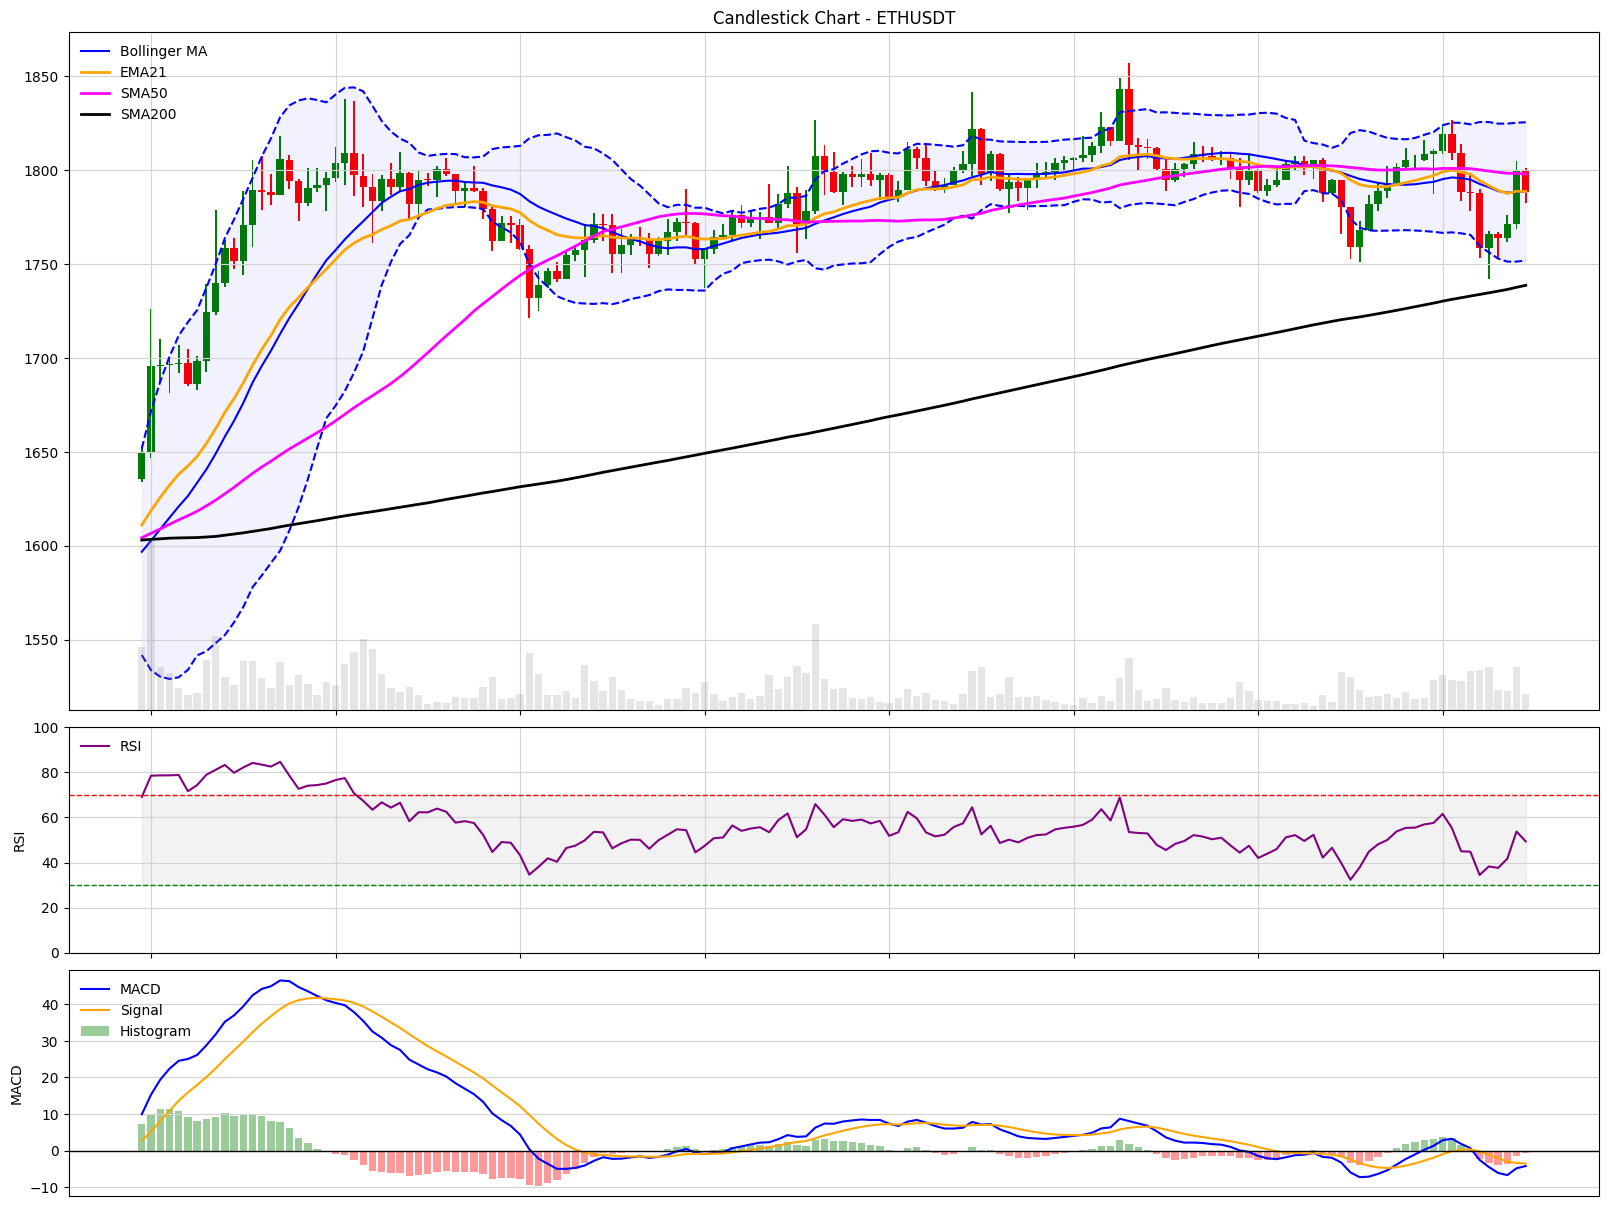 Candlestick Chart - ETHUSDT
Bollinger MA
EMA21
SMA50
SMA200
1850
1800
1750
1700
1650
1600
1550
RSI
RSI
100
80
60
40
20
0
MACD
Signal
Histogram
MACD
40
30
20
10
0
−10